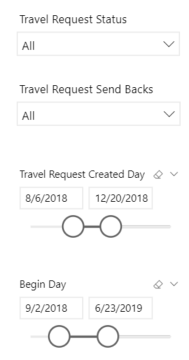 Travel Request Status
All
Travel Request Send Backs
All
Travel Request Created Day
8/6/2018 12/20/2018
Begin Day
9/2/2018 6/23/2019